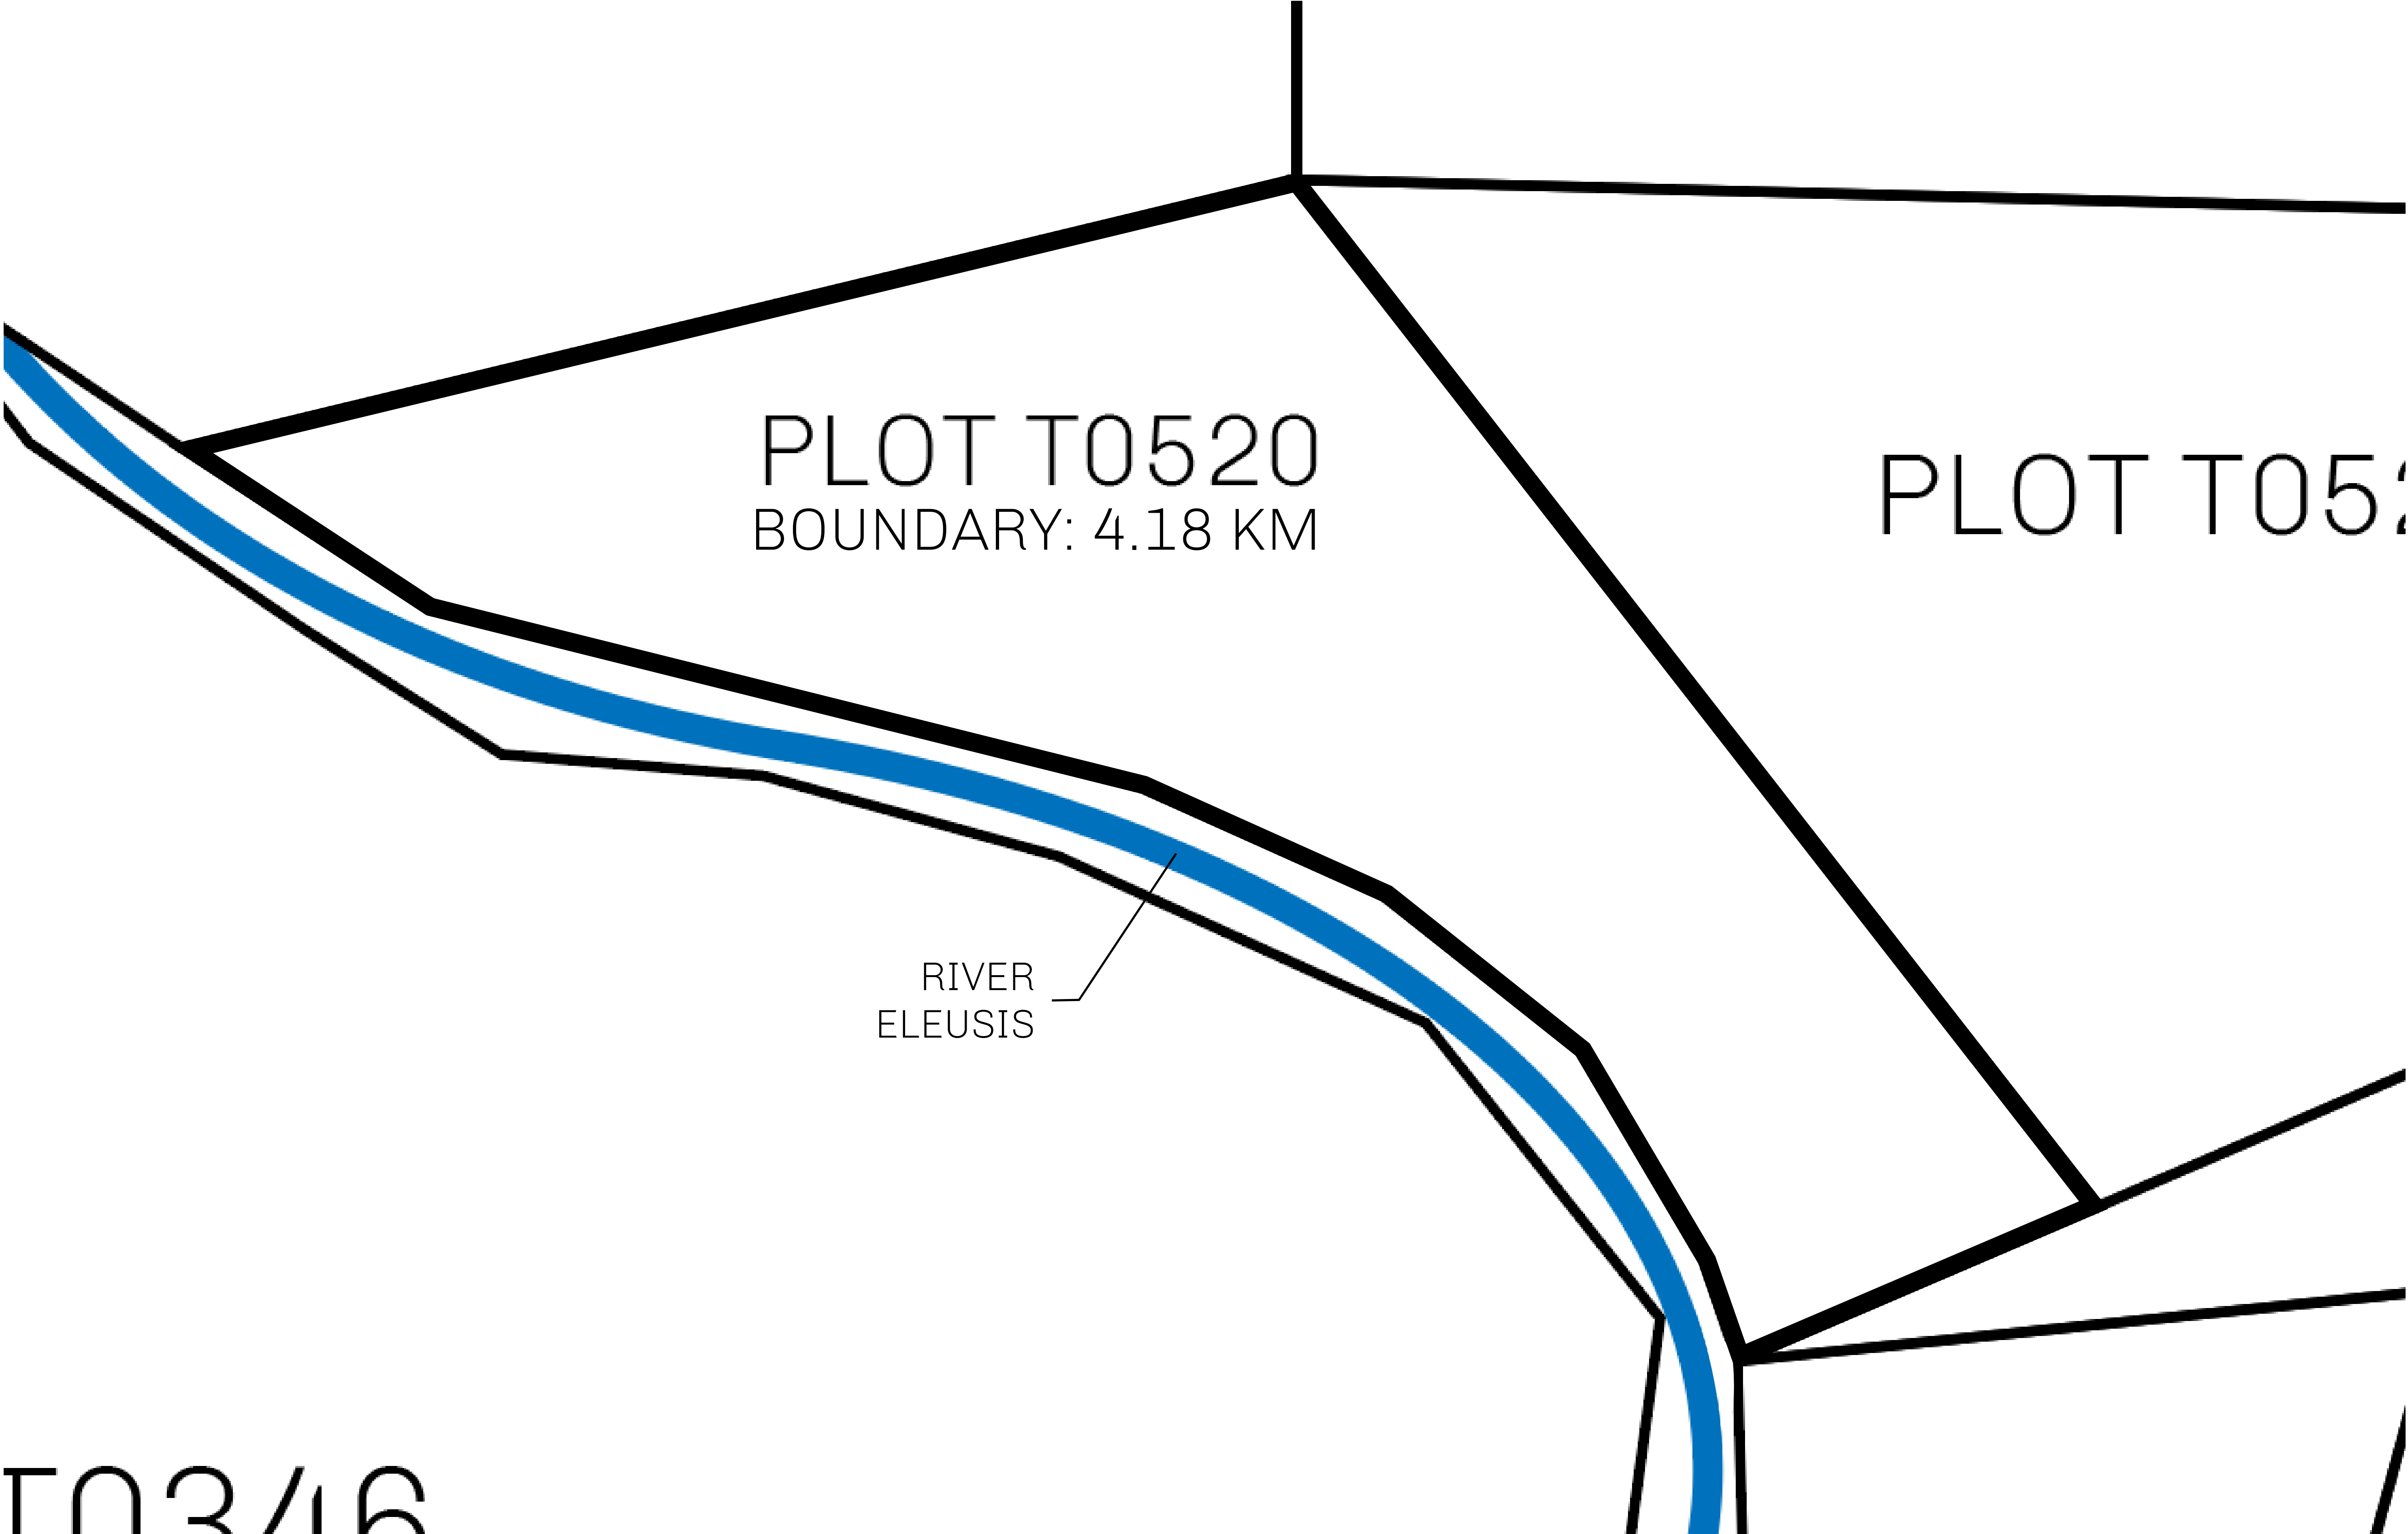 PLOT T0520
BOUNDARY: 4.18 KM
PLOT T052
RIVER
ELEUSIS
T0346